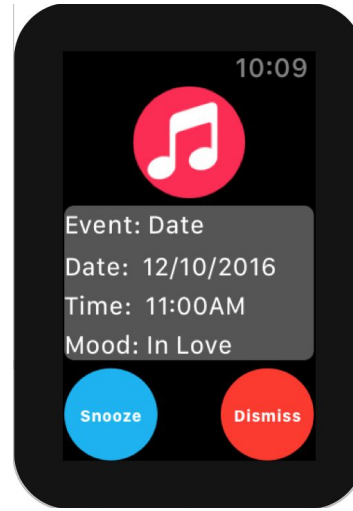 10:09
Event: Date
Date: 12/10/2016
Time: 11:00AM
Mood: In Love
Snooze
Dismiss